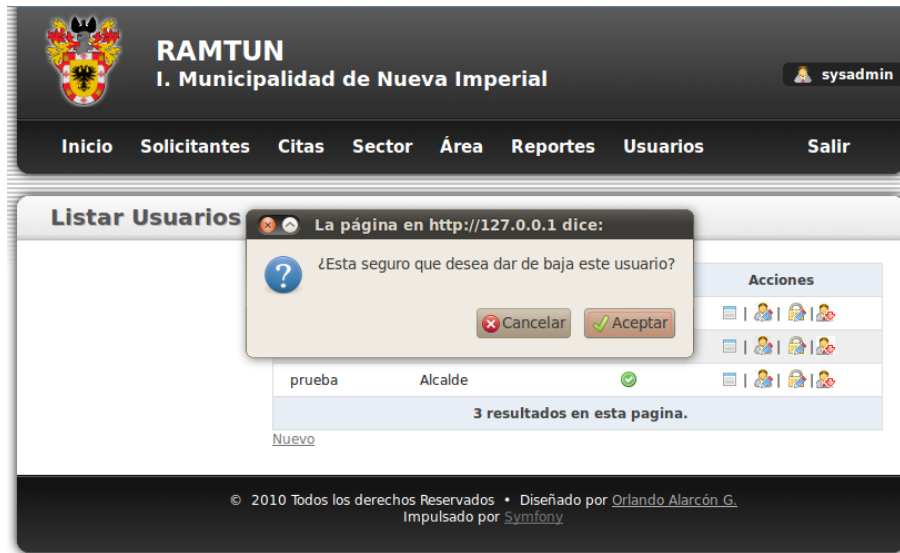 RAMTUN
I. Municipalidad de Nueva Imperial
sysadmin
Inicio Solicitantes Citas Sector Área Reportes Usuarios Salir
Listar Usuarios
La página en http://127.0.0.1 dice:
¿Esta seguro que desea dar de baja este usuario?
Cancelar Aceptar
Acciones
| | |
| | |
prueba Alcalde | | |
3 resultados en esta pagina.
Nuevo
© 2010 Todos los derechos Reservados • Diseñado por Orlando Alarcón G.
Impulsado por Symfony